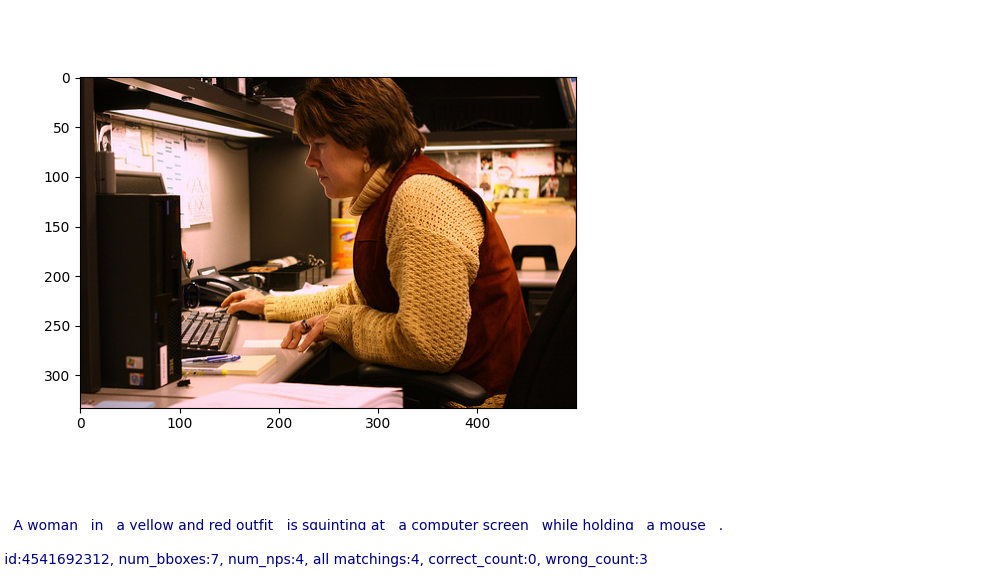 0
50
100
150
200
250
300
0 100 200 300 400
A woman in a yellow and red outfit is squinting at a computer screen while holding a mouse .
id:4541692312, num_bboxes:7, num_nps:4, all matchings:4, correct_count:0, wrong_count:3